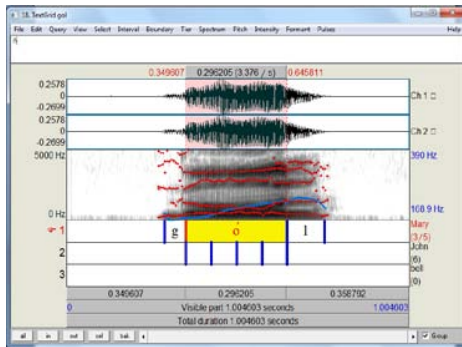 18. TextGrid gol
File Edit Query View Select Interval Boundary Tier Spectrum Pitch Intensity Formant Pulses Help
0.349607 0.296205 (3.376 / s) 0.645811
0.2578
0
-0.2699
Ch 1
0.2578
0
-0.2699
Ch 2
5000 Hz 390 Hz
0 Hz 108.9 Hz
1 g o l Mary
(3/5)
2 John
(6)
3 bell
(0)
0.349607 0.296205 0.358792
0 Visible part 1.004603 seconds 1.004603
Total duration 1.004603 seconds
all in out sel bak Group